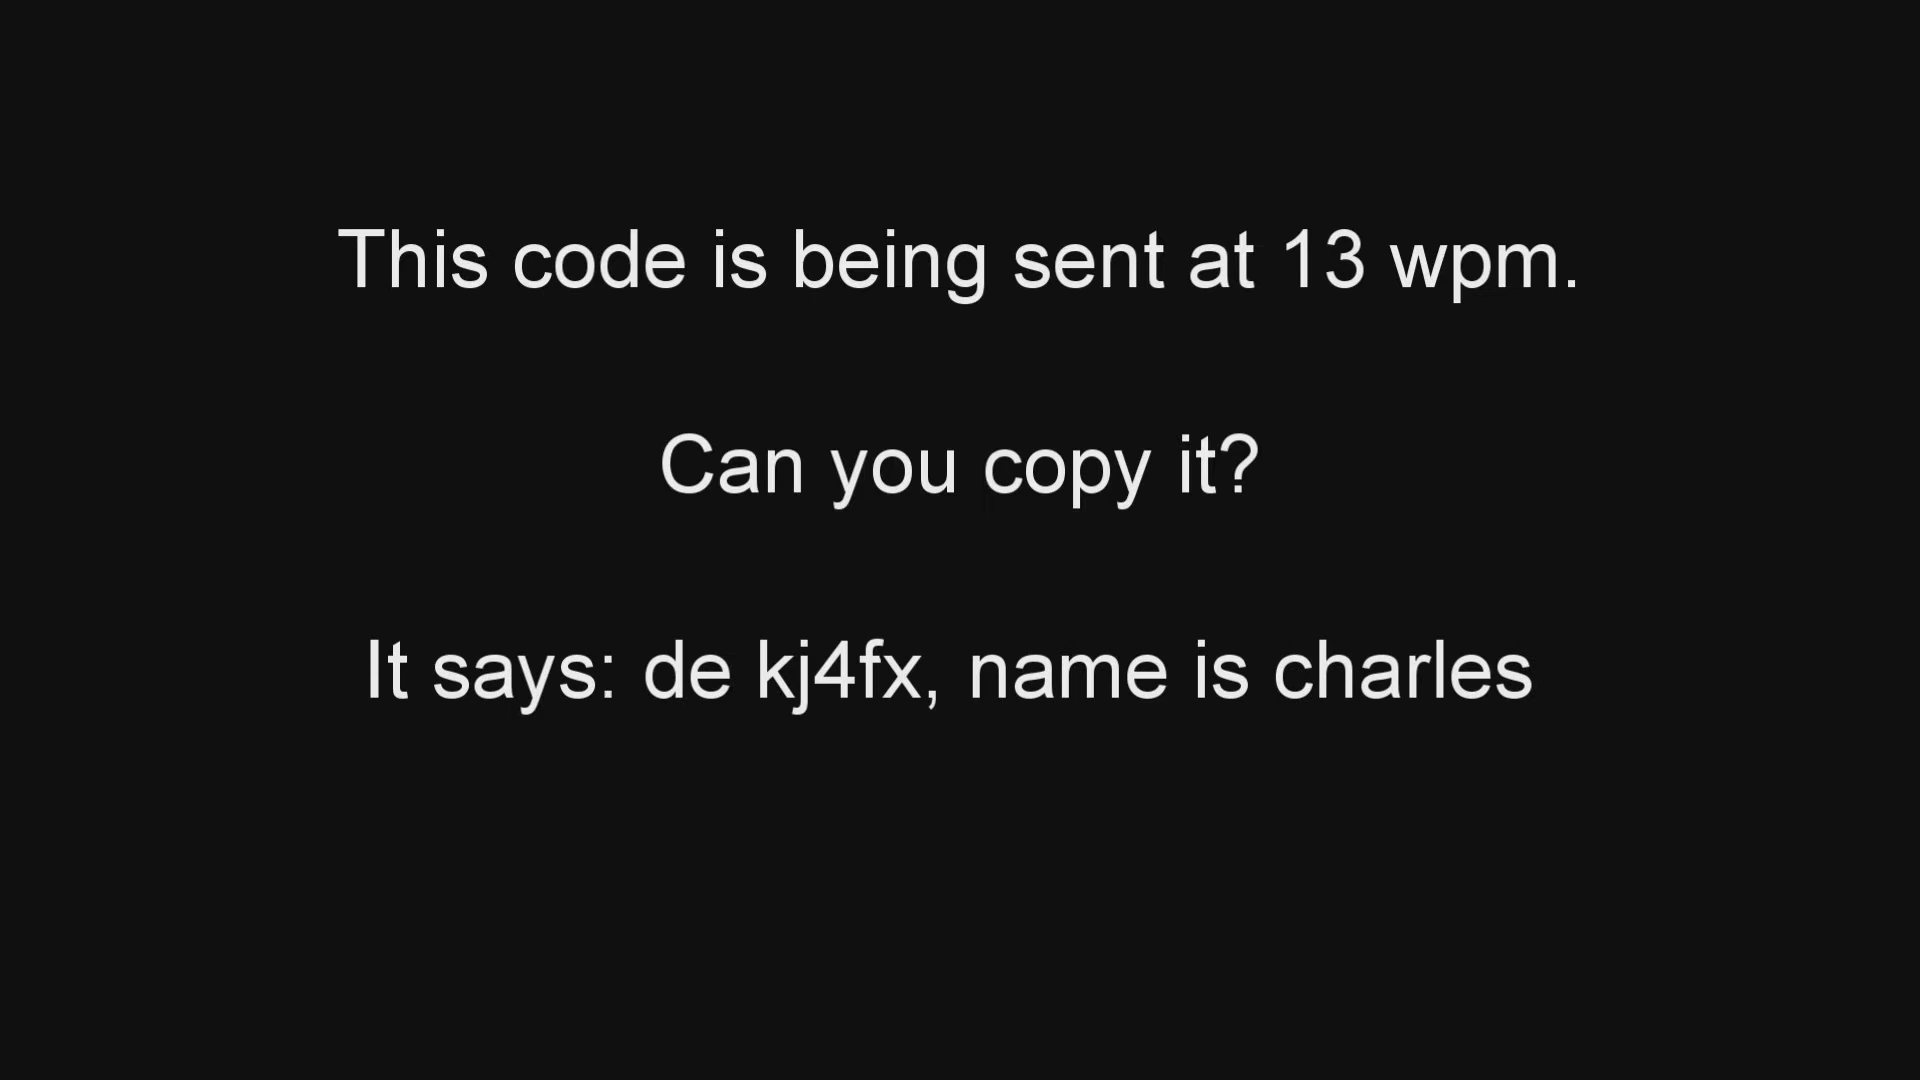 This code is being sent at 13 wpm.
Can you copy it?
It says: de kj4fx, name is charles